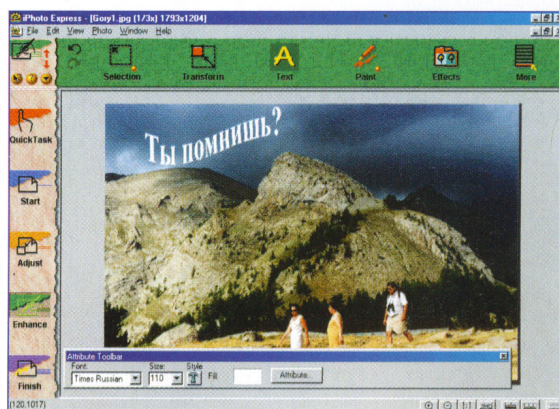 iPhoto Express - [Gory1.jpg (1/3x) 1793x1204]
File Edit View Photo Window Help
Selection Transform Text Paint Effects More
QuickTask
Start
Adjust
Enhance
Finish
Ты помнишь?
Attribute Toolbar
Font: Size: Style
Times Russian 110 T Fill Attribute...
(120,1017)
1:1